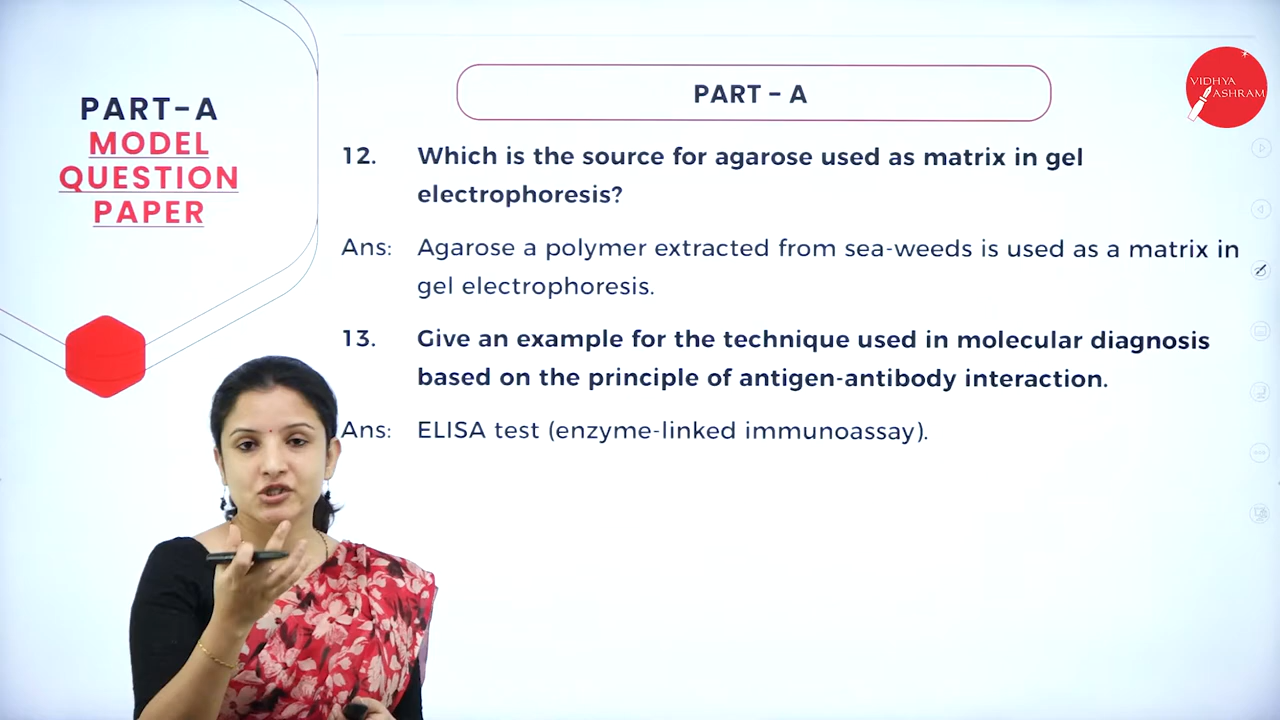 PART-A
MODEL
QUESTION
PAPER
PART - A
VIDHYA
ASHRAM
12. Which is the source for agarose used as matrix in gel
electrophoresis?
Ans: Agarose a polymer extracted from sea-weeds is used as a matrix in
gel electrophoresis.
13. Give an example for the technique used in molecular diagnosis
based on the principle of antigen-antibody interaction.
Ans: ELISA test (enzyme-linked immunoassay).